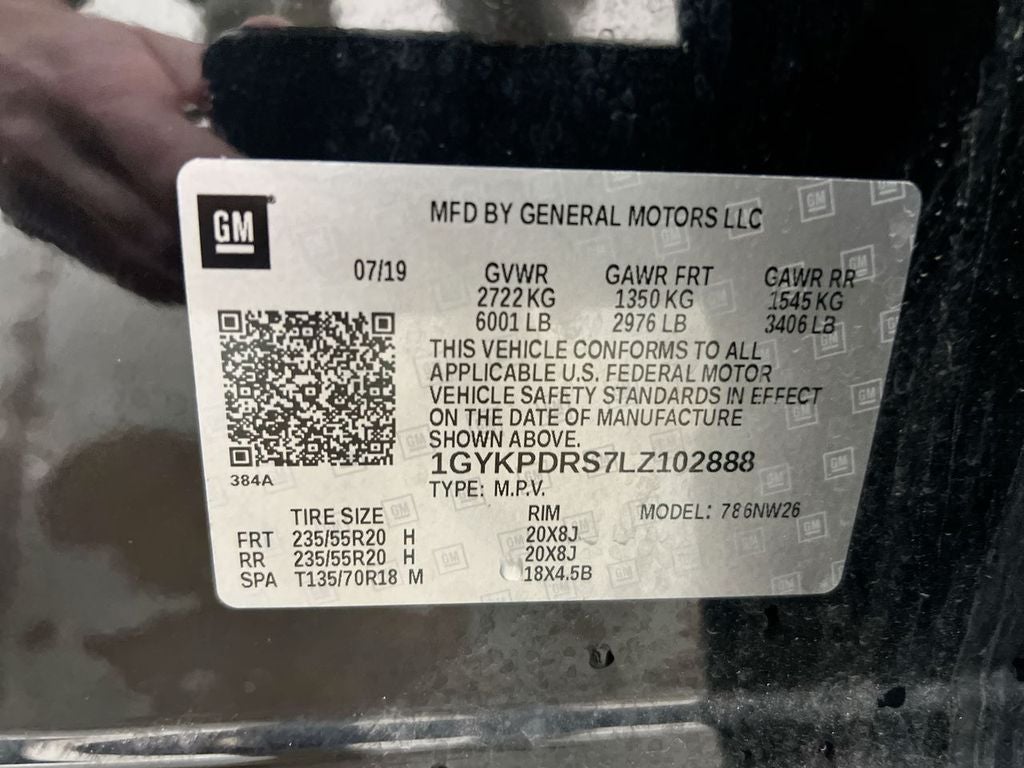 GM
MFD BY GENERAL MOTORS LLC
07/19 GVWR GAWR FRT GAWR RR
2722 KG 1350 KG 1545 KG
6001 LB 2976 LB 3406 LB
THIS VEHICLE CONFORMS TO ALL
APPLICABLE U.S. FEDERAL MOTOR
VEHICLE SAFETY STANDARDS IN EFFECT
ON THE DATE OF MANUFACTURE
SHOWN ABOVE.
1GYKPDRS7LZ102888
384A
TYPE: M.P.V.
TIRE SIZE RIM MODEL: 786NW26
FRT 235/55R20 H 20X8J
RR 235/55R20 H 20X8J
SPA T135/70R18 M 18X4.5B